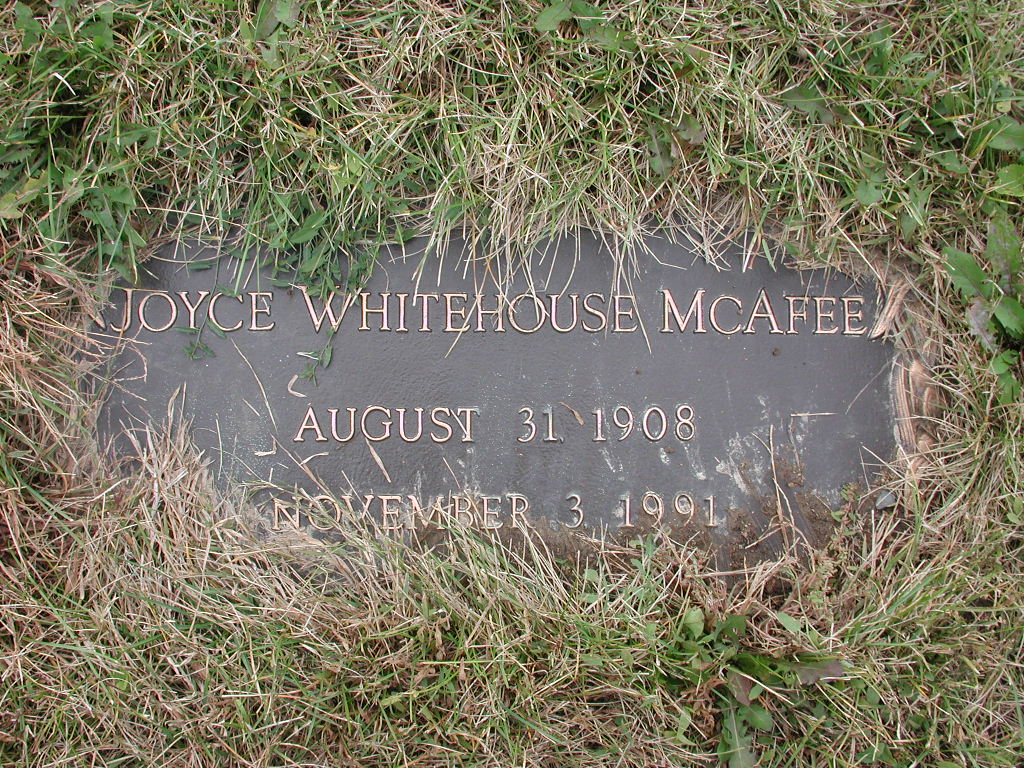 JOYCE WHITEHOUSE MCAFEE
AUGUST 31 1908
NOVEMBER 3 1991